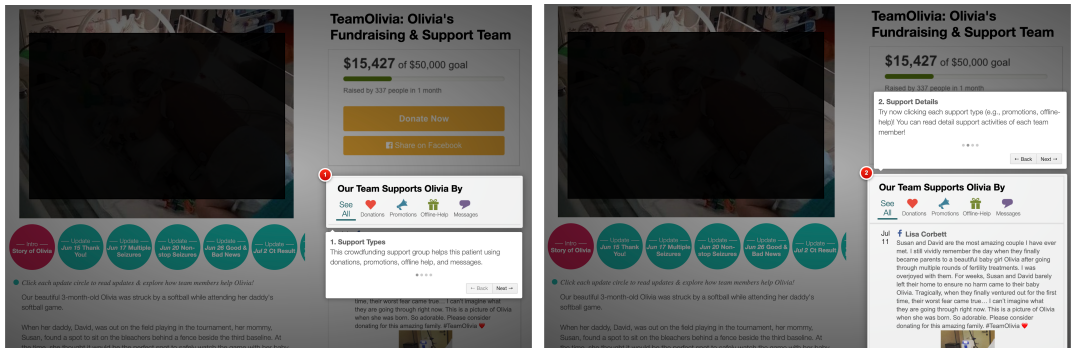 TeamOlivia: Olivia's
Fundraising & Support Team
$15,427 of $50,000 goal
Raised by 337 people in 1 month
Donate Now
Share on Facebook
1
Our Team Supports Olivia By
See
All
Donations
Promotions
Offline-Help
Messages
1. Support Types
This crowdfunding support group helps this patient using
donations, promotions, offline help, and messages.
← Back
Next →
Intro
Story of Olivia
Update
Jun 15 Thank
You!
Update
Jun 17 Multiple
Seizures
Update
Jun 20 Non-
stop Seizures
Update
Jun 26 Good &
Bad News
Update
Jul 2 Ct Result
Click each update circle to read updates & explore how team members help Olivia!
Our beautiful 3-month-old Olivia was struck by a softball while attending her daddy's
softball game.
When her daddy, David, was out on the field playing in the tournament, her mommy,
Susan, found a spot to sit on the bleachers behind a fence beside the third baseline. At
time, their worst fear came true... I can't imagine what
they are going through right now. This is a picture of Olivia
when she was born. So adorable. Please consider
donating for this amazing family. #TeamOlivia
TeamOlivia: Olivia's
Fundraising & Support Team
$15,427 of $50,000 goal
Raised by 337 people in 1 month
2. Support Details
Try now clicking each support type (e.g., promotions, offline-
help)! You can read detail support activities of each team
member!
← Back
Next →
2
Our Team Supports Olivia By
See
All
Donations
Promotions
Offline-Help
Messages
Jul
11
Lisa Corbett
Susan and David are the most amazing couple I have ever
met. I still vividly remember the day when they finally
became parents to a beautiful baby girl Olivia after going
through multiple rounds of fertility treatments. I was
overjoyed with them. For weeks, Susan and David barely
left their home to ensure no harm came to their baby
Olivia. Tragically, when they finally ventured out for the first
time, their worst fear came true... I can't imagine what
they are going through right now. This is a picture of Olivia
when she was born. So adorable. Please consider
donating for this amazing family. #TeamOlivia
Intro
Story of Olivia
Update
Jun 15 Thank
You!
Update
Jun 17 Multiple
Seizures
Update
Jun 20 Non-
stop Seizures
Update
Jun 26 Good &
Bad News
Update
Jul 2 Ct Result
Click each update circle to read updates & explore how team members help Olivia!
Our beautiful 3-month-old Olivia was struck by a softball while attending her daddy's
softball game.
When her daddy, David, was out on the field playing in the tournament, her mommy,
Susan, found a spot to sit on the bleachers behind a fence beside the third baseline. At